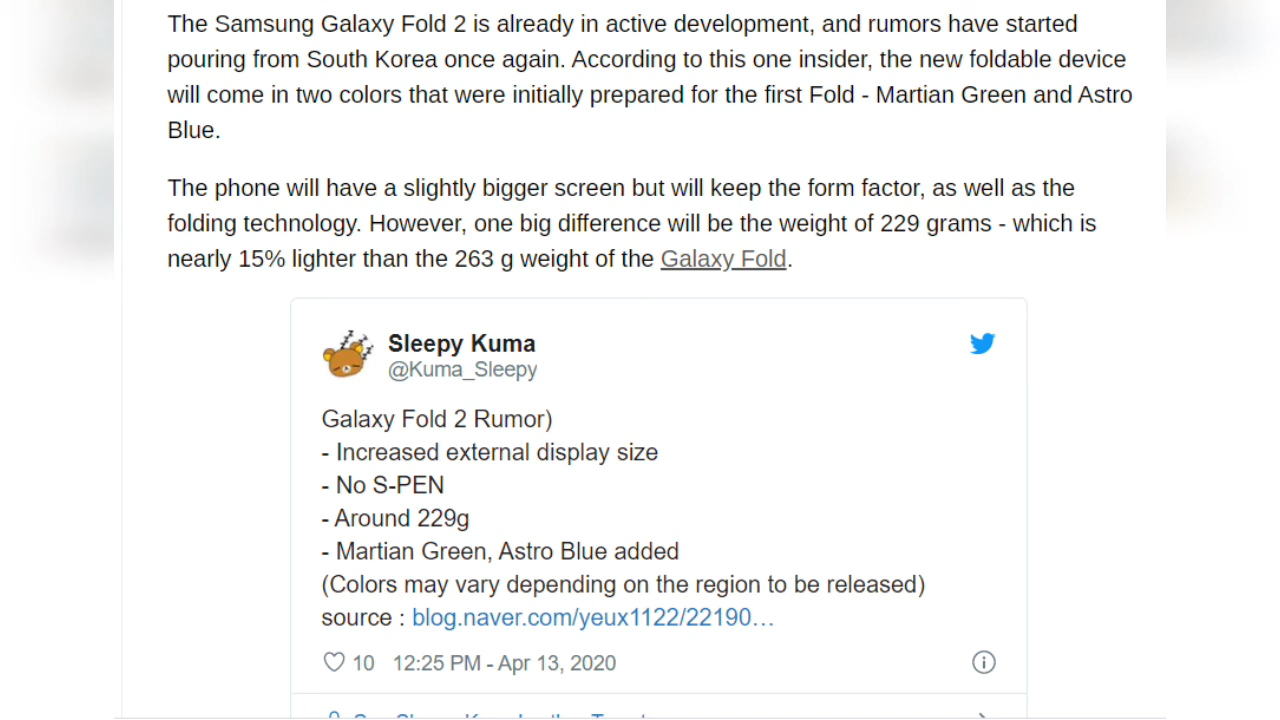 The Samsung Galaxy Fold 2 is already in active development, and rumors have started
pouring from South Korea once again. According to this one insider, the new foldable device
will come in two colors that were initially prepared for the first Fold - Martian Green and Astro
Blue.
The phone will have a slightly bigger screen but will keep the form factor, as well as the
folding technology. However, one big difference will be the weight of 229 grams - which is
nearly 15% lighter than the 263 g weight of the Galaxy Fold.
Sleepy Kuma
@Kuma_Sleepy
Galaxy Fold 2 Rumor)
- Increased external display size
- No S-PEN
- Around 229g
- Martian Green, Astro Blue added
(Colors may vary depending on the region to be released)
source : blog.naver.com/yeux1122/22190…
10 12:25 PM - Apr 13, 2020